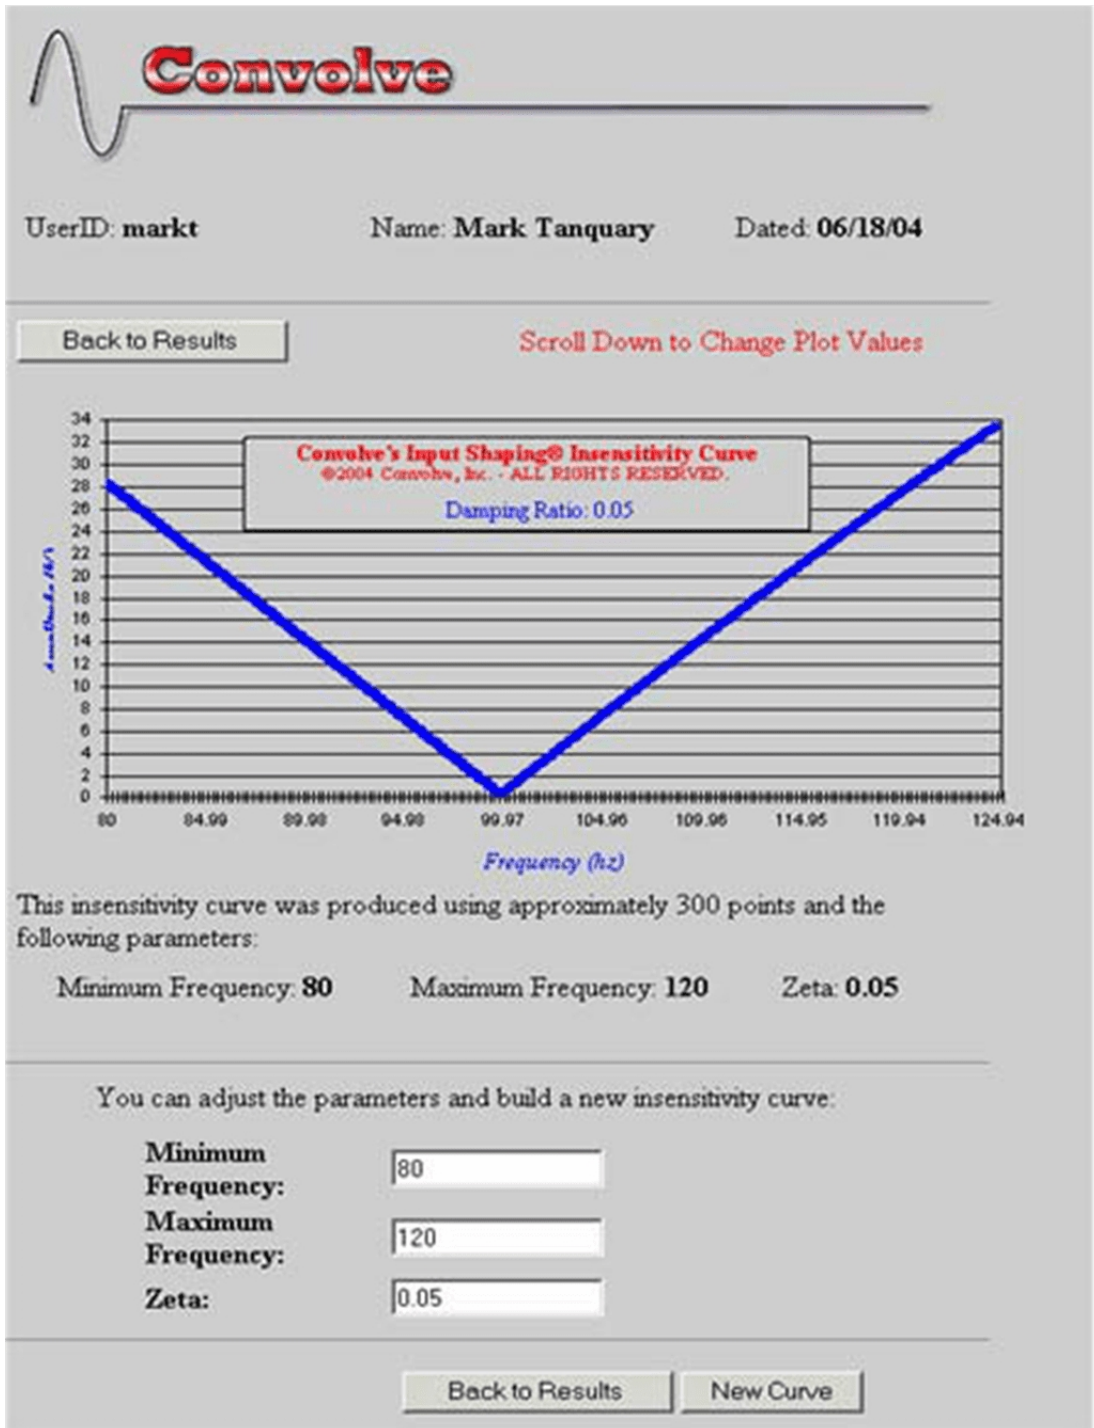 Convolve
UserID: markt Name: Mark Tanquary Dated: 06/18/04
Back to Results Scroll Down to Change Plot Values
Convolve's Input Shaping® Insensitivity Curve
©2004 Convolve, Inc. - ALL RIGHTS RESERVED.
Damping Ratio: 0.05
34
32
30
28
26
24
22
20
18
16
14
12
10
8
6
4
2
0
80 84.99 89.98 94.98 99.97 104.96 109.96 114.95 119.94 124.94
Frequency (hz)
This insensitivity curve was produced using approximately 300 points and the
following parameters:
Minimum Frequency: 80 Maximum Frequency: 120 Zeta: 0.05
You can adjust the parameters and build a new insensitivity curve:
Minimum
Frequency: 80
Maximum
Frequency: 120
Zeta: 0.05
Back to Results New Curve